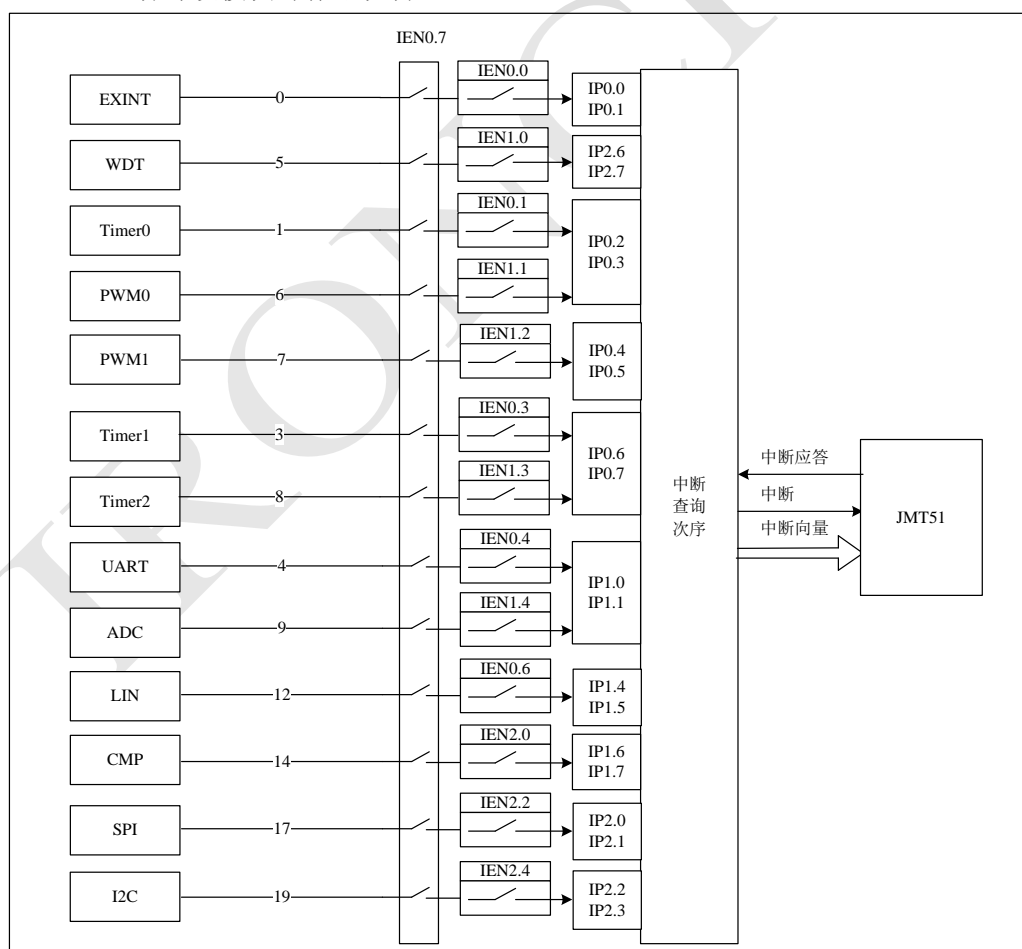 IEN0.7
EXINT
0
IEN0.0
IP0.0
IP0.1
WDT
5
IEN1.0
IP2.6
IP2.7
Timer0
1
IEN0.1
IP0.2
IP0.3
PWM0
6
IEN1.1
PWM1
7
IEN1.2
IP0.4
IP0.5
Timer1
3
IEN0.3
IP0.6
IP0.7
Timer2
8
IEN1.3
UART
4
IEN0.4
IP1.0
IP1.1
ADC
9
IEN1.4
LIN
12
IEN0.6
IP1.4
IP1.5
CMP
14
IEN2.0
IP1.6
IP1.7
SPI
17
IEN2.2
IP2.0
IP2.1
I2C
19
IEN2.4
IP2.2
IP2.3
中断
查询
次序
中断应答
中断
中断向量
JMT51